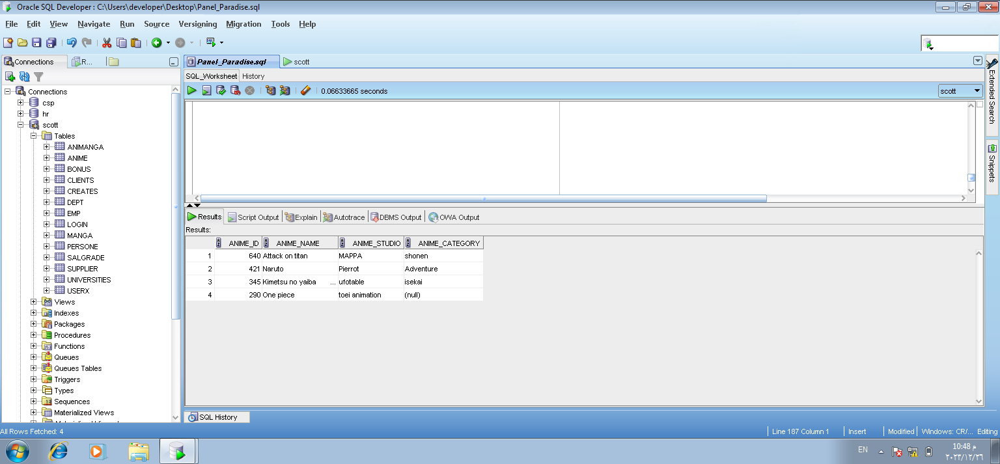 Oracle SQL Developer : C:\Users\developer\Desktop\Panel_Paradise.sql
File Edit View Navigate Run Source Versioning Migration Tools Help
Connections R...
Panel_Paradise.sql scott
SQL_Worksheet History
0.06633665 seconds scott
Connections
csp
hr
scott
Tables
ANIMANGA
ANIME
BONUS
CLIENTS
CREATES
DEPT
EMP
LOGIN
MANGA
PERSONE
SALGRADE
SUPPLIER
UNIVERSITIES
USERX
Views
Indexes
Packages
Procedures
Functions
Queues
Queues Tables
Triggers
Types
Sequences
Materialized Views
Results Script Output Explain Autotrace DBMS Output OWA Output
Results:
ANIME_ID ANIME_NAME ANIME_STUDIO ANIME_CATEGORY
1 640 Attack on titan MAPPA shonen
2 421 Naruto Pierrot Adventure
3 345 Kimetsu no yaiba ... ufotable isekai
4 290 One piece toei animation (null)
Extended Search
Snippets
SQL History
All Rows Fetched: 4 Line 187 Column 1 Insert Modified Windows: CR/... Editing
EN 10:48 م
٢٠٢٣/١٢/٢٦